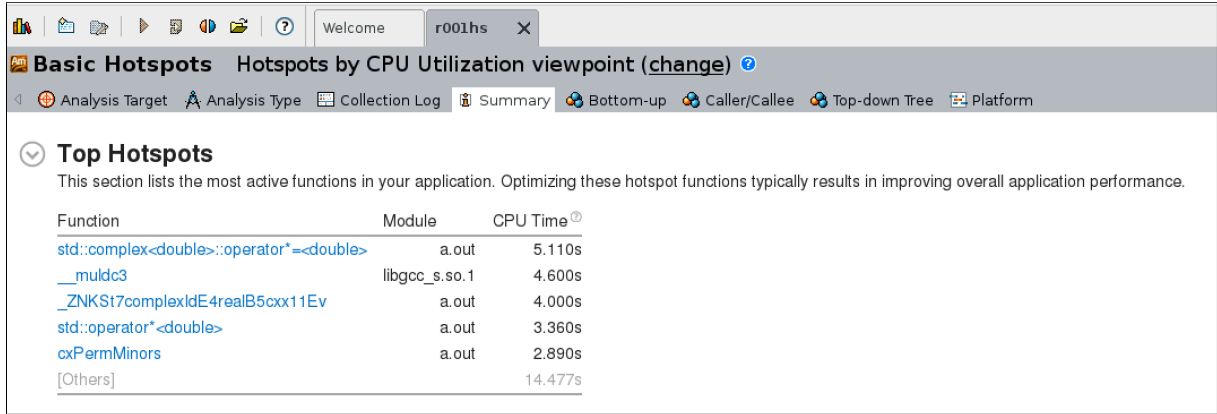 Welcome r001hs
Basic Hotspots Hotspots by CPU Utilization viewpoint (change)
Analysis Target Analysis Type Collection Log Summary Bottom-up Caller/Callee Top-down Tree Platform
Top Hotspots
This section lists the most active functions in your application. Optimizing these hotspot functions typically results in improving overall application performance.
Function Module CPU Time
std::complex<double>::operator*=<double> a.out 5.110s
__muldc3 libgcc_s.so.1 4.600s
_ZNKSt7complexIdE4realB5cxx11Ev a.out 4.000s
std::operator*<double> a.out 3.360s
cxPermMinors a.out 2.890s
[Others] 14.477s